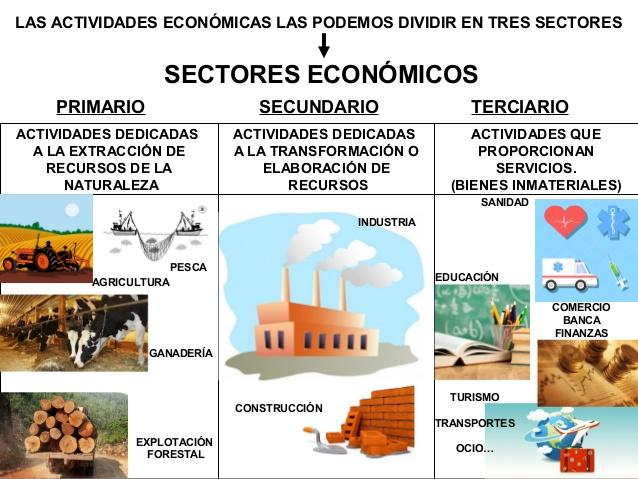 LAS ACTIVIDADES ECONÓMICAS LAS PODEMOS DIVIDIR EN TRES SECTORES
SECTORES ECONÓMICOS
PRIMARIO
SECUNDARIO
TERCIARIO
ACTIVIDADES DEDICADAS
A LA EXTRACCIÓN DE
RECURSOS DE LA
NATURALEZA
ACTIVIDADES DEDICADAS
A LA TRANSFORMACIÓN O
ELABORACIÓN DE
RECURSOS
ACTIVIDADES QUE
PROPORCIONAN
SERVICIOS.
(BIENES INMATERIALES)
PESCA
AGRICULTURA
GANADERÍA
EXPLOTACIÓN
FORESTAL
INDUSTRIA
CONSTRUCCIÓN
SANIDAD
EDUCACIÓN
COMERCIO
BANCA
FINANZAS
TURISMO
TRANSPORTES
OCIO…